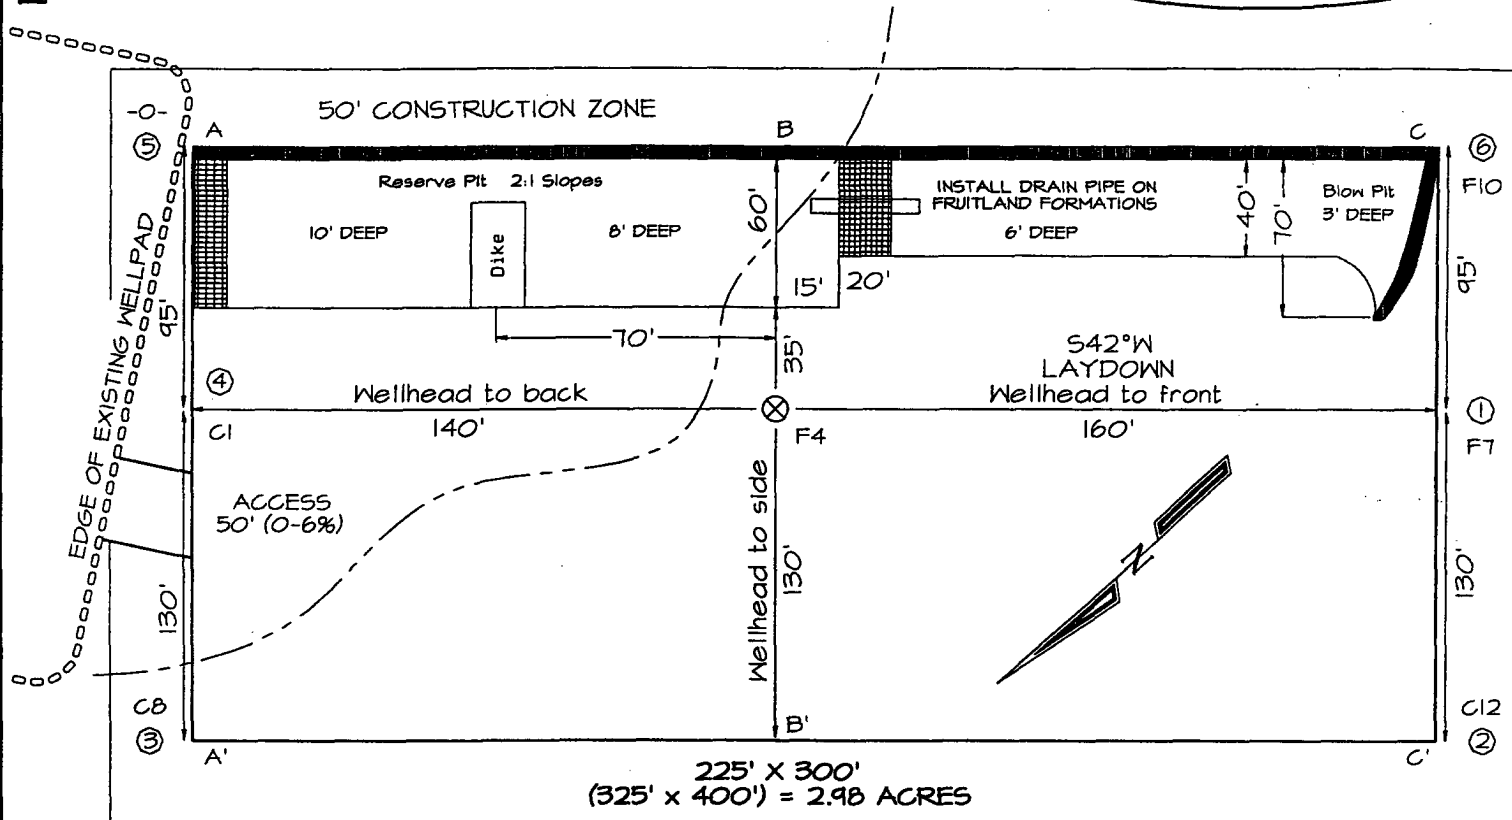 50' CONSTRUCTION ZONE
-0-
5
A
B
C
6
F10
Reserve Pit 2:1 Slopes
10' DEEP
Dike
8' DEEP
60'
15'
20'
INSTALL DRAIN PIPE ON
FRUITLAND FORMATIONS
6' DEEP
40'
70'
Blow Pit
3' DEEP
95'
95'
EDGE OF EXISTING WELLPAD
70'
35'
S42°W
LAYDOWN
4
Wellhead to back
Wellhead to front
1
C1
140'
F4
160'
F7
ACCESS
50' (0-6%)
Wellhead to side
130'
130'
130'
N
C8
3
A'
B'
C12
2
C'
225' X 300'
(325' x 400') = 2.98 ACRES